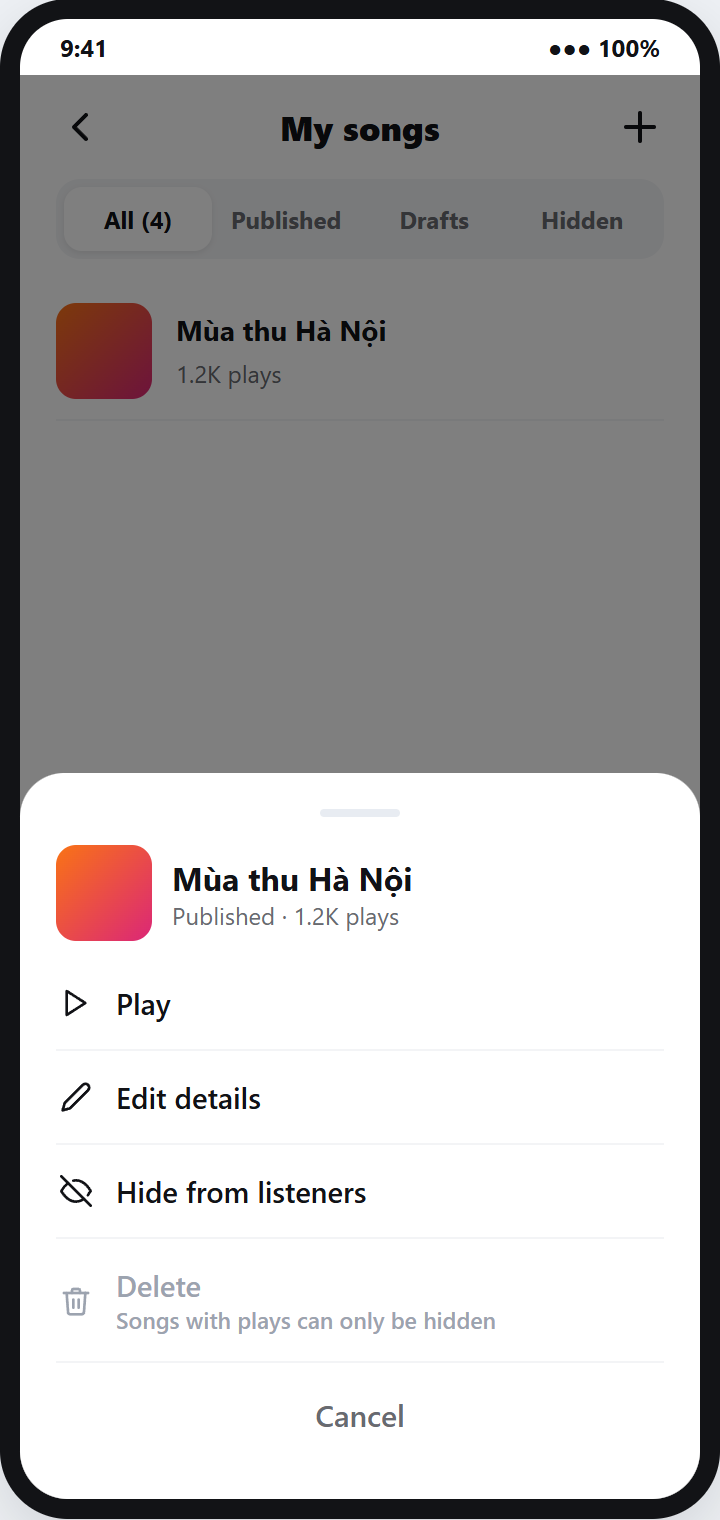 9:41 ●●● 100%
My songs
All (4) Published Drafts Hidden
Mùa thu Hà Nội
1.2K plays
Mùa thu Hà Nội
Published · 1.2K plays
Play
Edit details
Hide from listeners
Delete
Songs with plays can only be hidden
Cancel